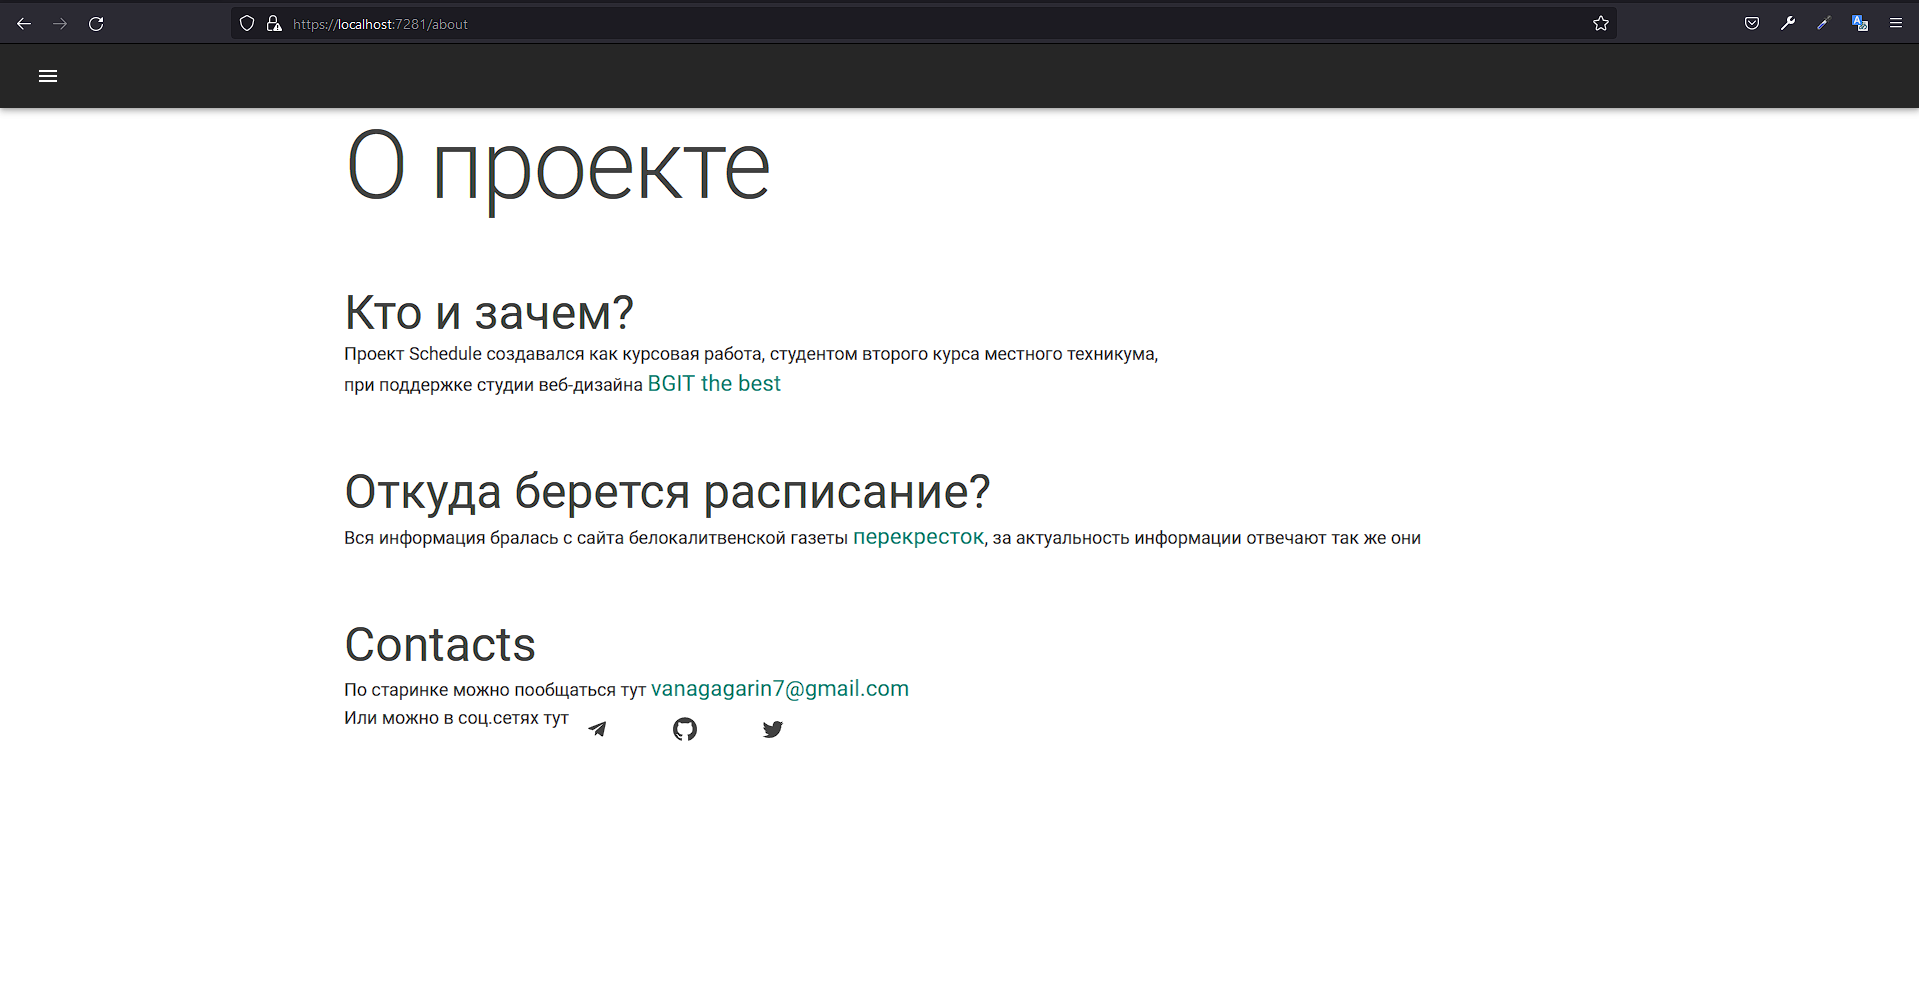 https://localhost:7281/about
О проекте
Кто и зачем?
Проект Schedule создавался как курсовая работа, студентом второго курса местного техникума,
при поддержке студии веб-дизайна BGIT the best
Откуда берется расписание?
Вся информация бралась с сайта белокалитвенской газеты перекресток, за актуальность информации отвечают так же они
Contacts
По старинке можно пообщаться тут vanagagarin7@gmail.com
Или можно в соц.сетях тут